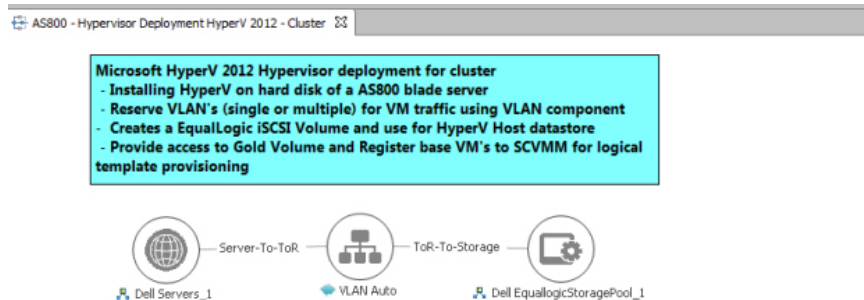 AS800 - Hypervisor Deployment HyperV 2012 - Cluster
Microsoft HyperV 2012 Hypervisor deployment for cluster
- Installing HyperV on hard disk of a AS800 blade server
- Reserve VLAN's (single or multiple) for VM traffic using VLAN component
- Creates a EqualLogic iSCSI Volume and use for HyperV Host datastore
- Provide access to Gold Volume and Register base VM's to SCVMM for logical
template provisioning
Server-To-ToR
ToR-To-Storage
Dell Servers_1
VLAN Auto
Dell EquallogicStoragePool_1